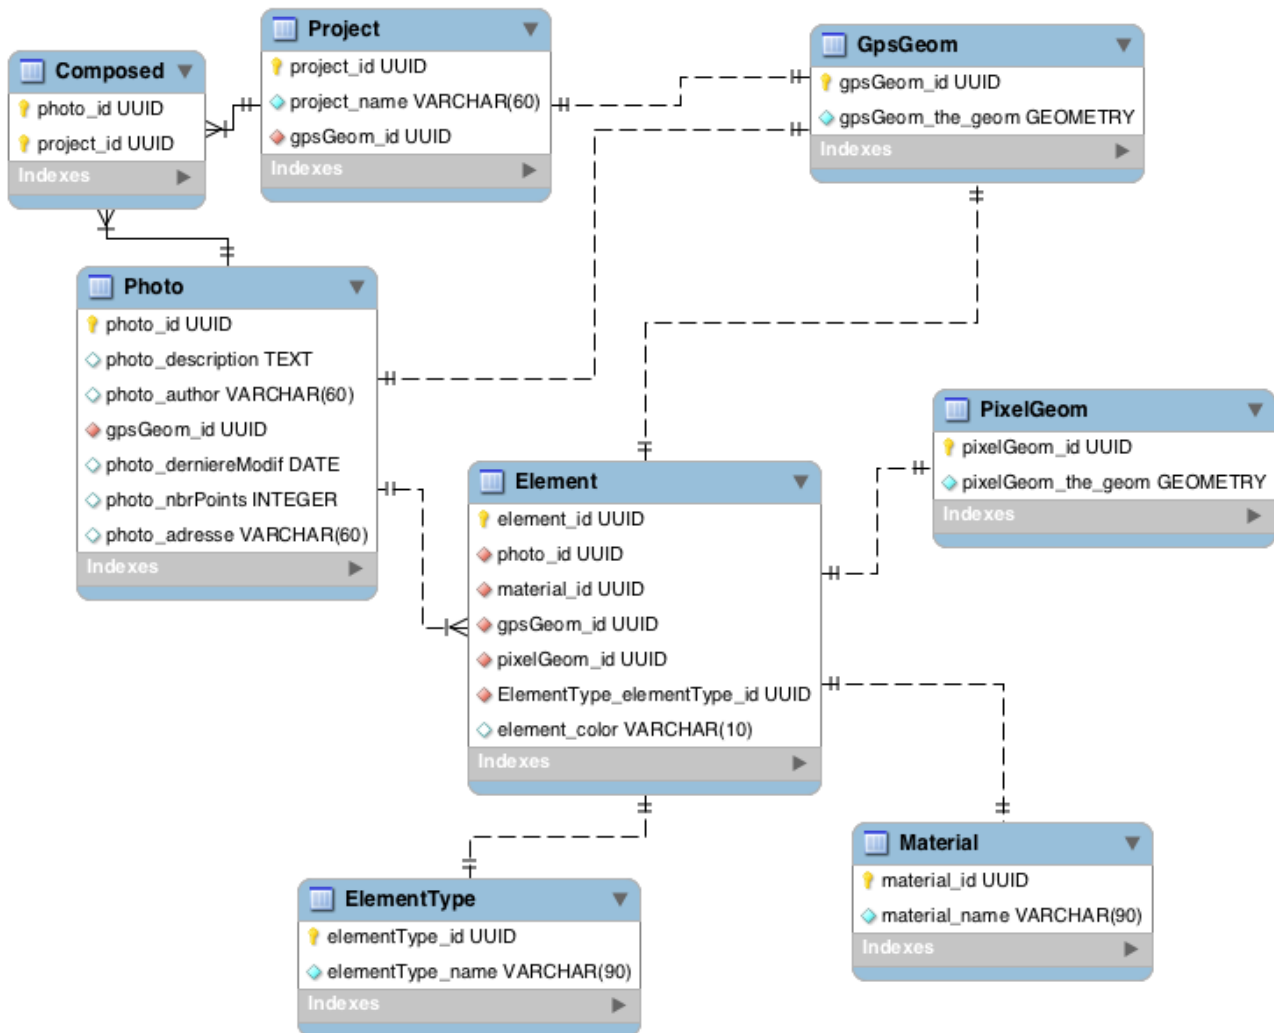 Composed
photo_id UUID
project_id UUID
Indexes
Project
project_id UUID
project_name VARCHAR(60)
gpsGeom_id UUID
Indexes
GpsGeom
gpsGeom_id UUID
gpsGeom_the_geom GEOMETRY
Indexes
Photo
photo_id UUID
photo_description TEXT
photo_author VARCHAR(60)
gpsGeom_id UUID
photo_derniereModif DATE
photo_nbrPoints INTEGER
photo_adresse VARCHAR(60)
Indexes
PixelGeom
pixelGeom_id UUID
pixelGeom_the_geom GEOMETRY
Indexes
Element
element_id UUID
photo_id UUID
material_id UUID
gpsGeom_id UUID
pixelGeom_id UUID
ElementType_elementType_id UUID
element_color VARCHAR(10)
Indexes
Material
material_id UUID
material_name VARCHAR(90)
Indexes
ElementType
elementType_id UUID
elementType_name VARCHAR(90)
Indexes